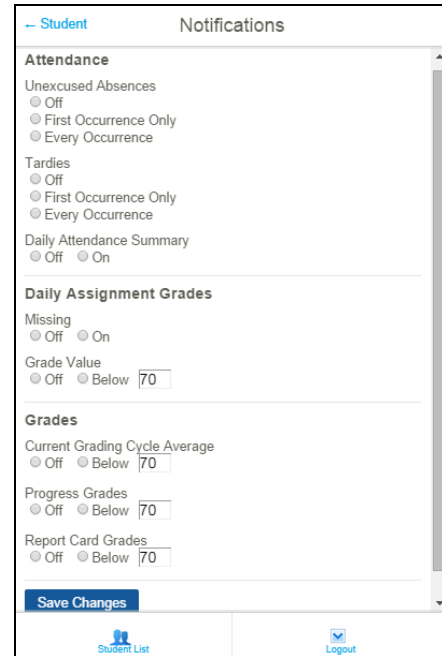 ← Student Notifications
Attendance
Unexcused Absences
Off
First Occurrence Only
Every Occurrence
Tardies
Off
First Occurrence Only
Every Occurrence
Daily Attendance Summary
Off On
Daily Assignment Grades
Missing
Off On
Grade Value
Off Below 70
Grades
Current Grading Cycle Average
Off Below 70
Progress Grades
Off Below 70
Report Card Grades
Off Below 70
Save Changes
Student List Logout